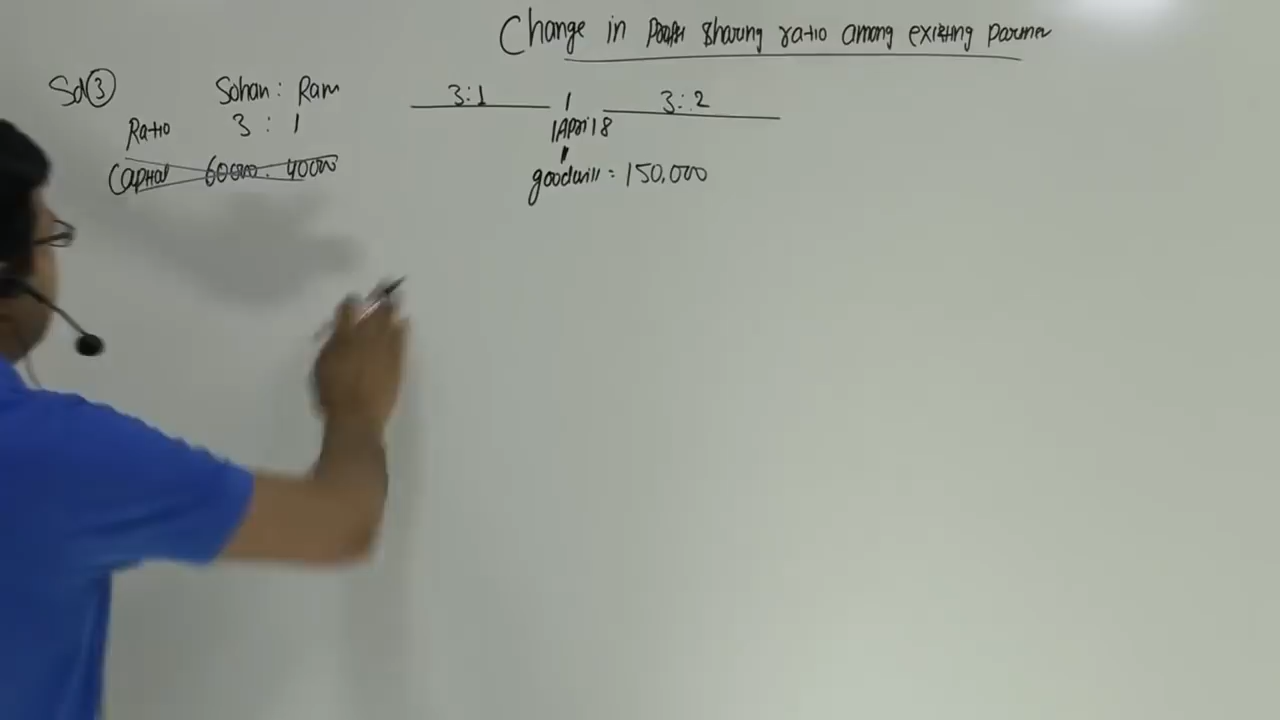 Change in Profit sharing ratio among existing Partner
Sol ③ Sohan : Ram 3:1 3:2
Ratio 3 : 1 1 April 18
Capital 60000. 40000 goodwill = 150,000